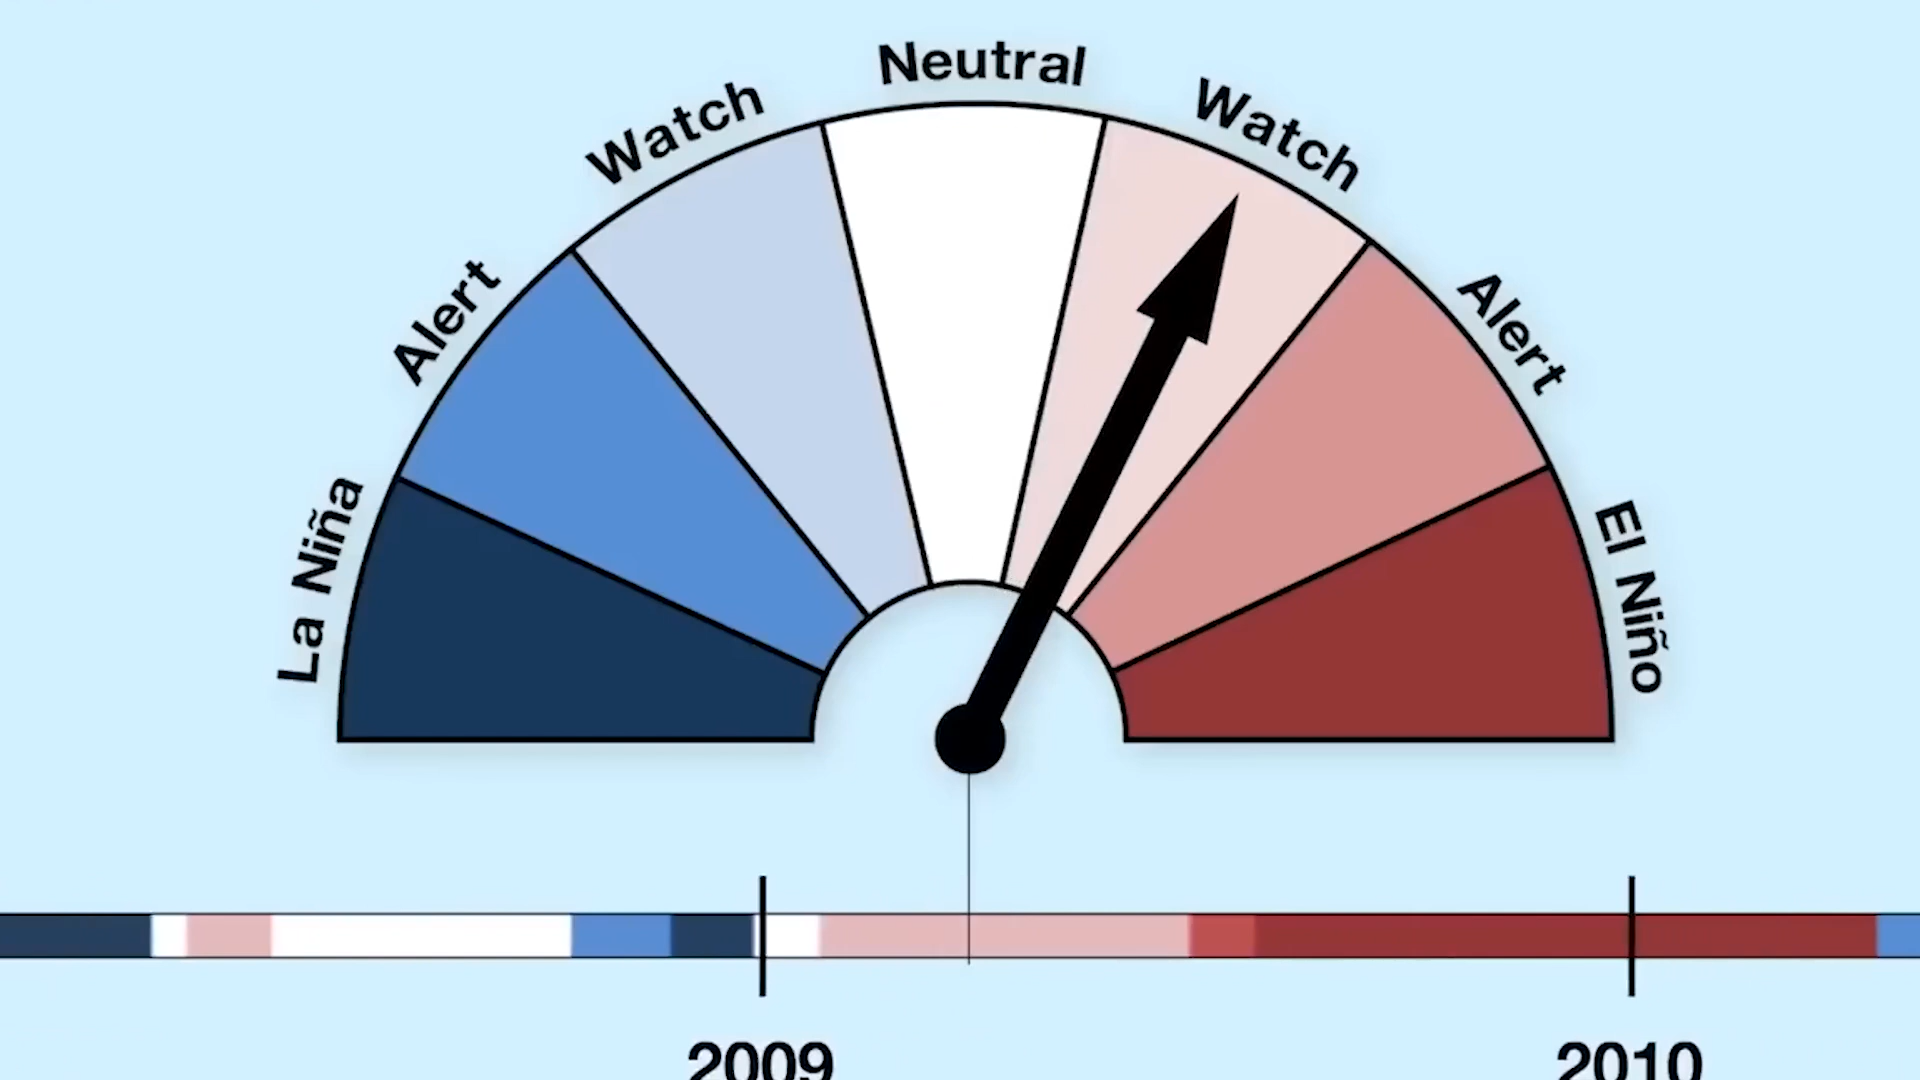 La Niña
Alert
Watch
Neutral
Watch
Alert
El Niño
2009
2010